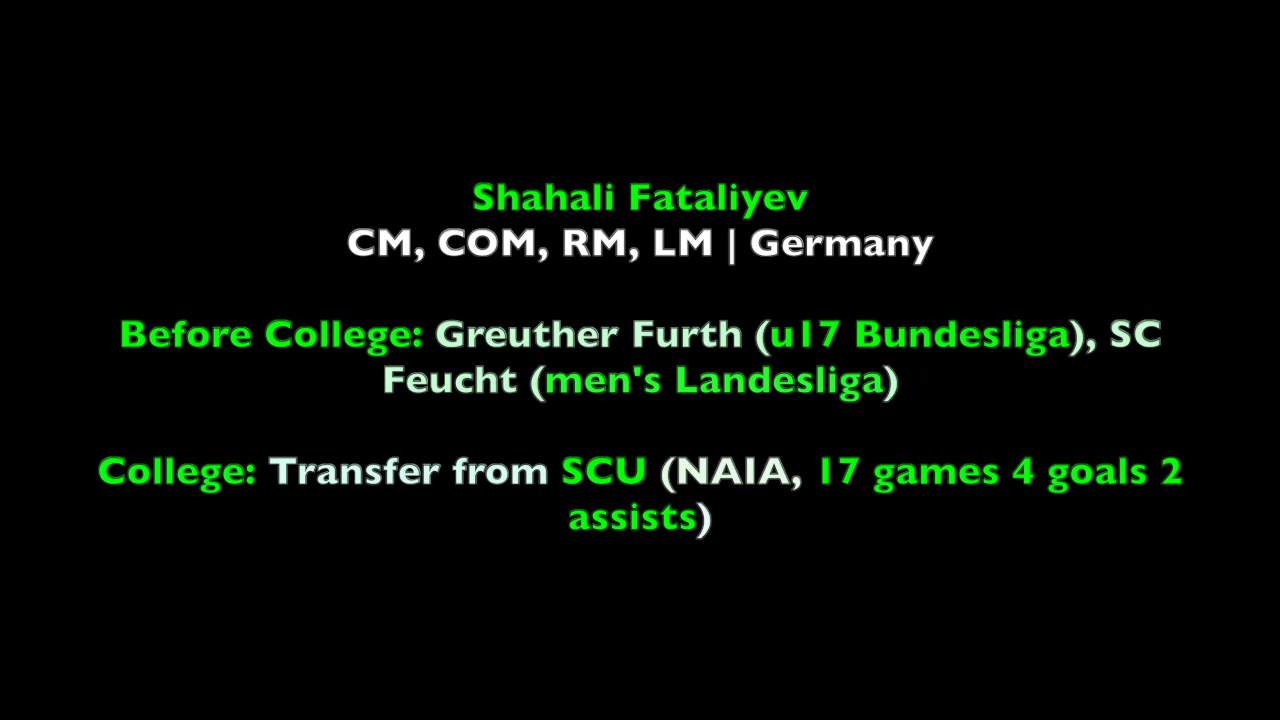 Shahali Fataliyev
CM, COM, RM, LM | Germany
Before College: Greuther Furth (u17 Bundesliga), SC
Feucht (men's Landesliga)
College: Transfer from SCU (NAIA, 17 games 4 goals 2
assists)